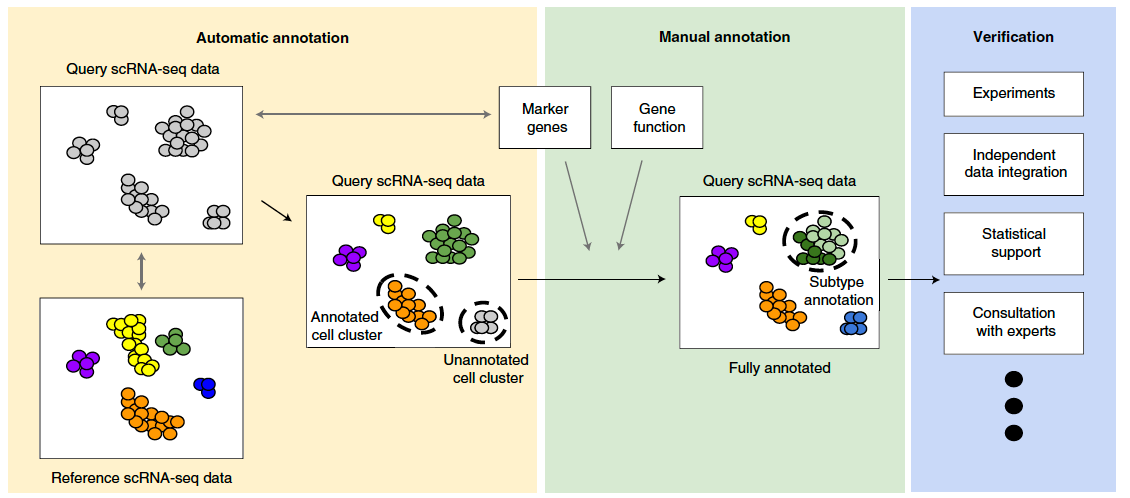 Automatic annotation
Query scRNA-seq data
Reference scRNA-seq data
Query scRNA-seq data
Annotated
cell cluster
Unannotated
cell cluster
Manual annotation
Marker
genes
Gene
function
Query scRNA-seq data
Subtype
annotation
Fully annotated
Verification
Experiments
Independent
data integration
Statistical
support
Consultation
with experts